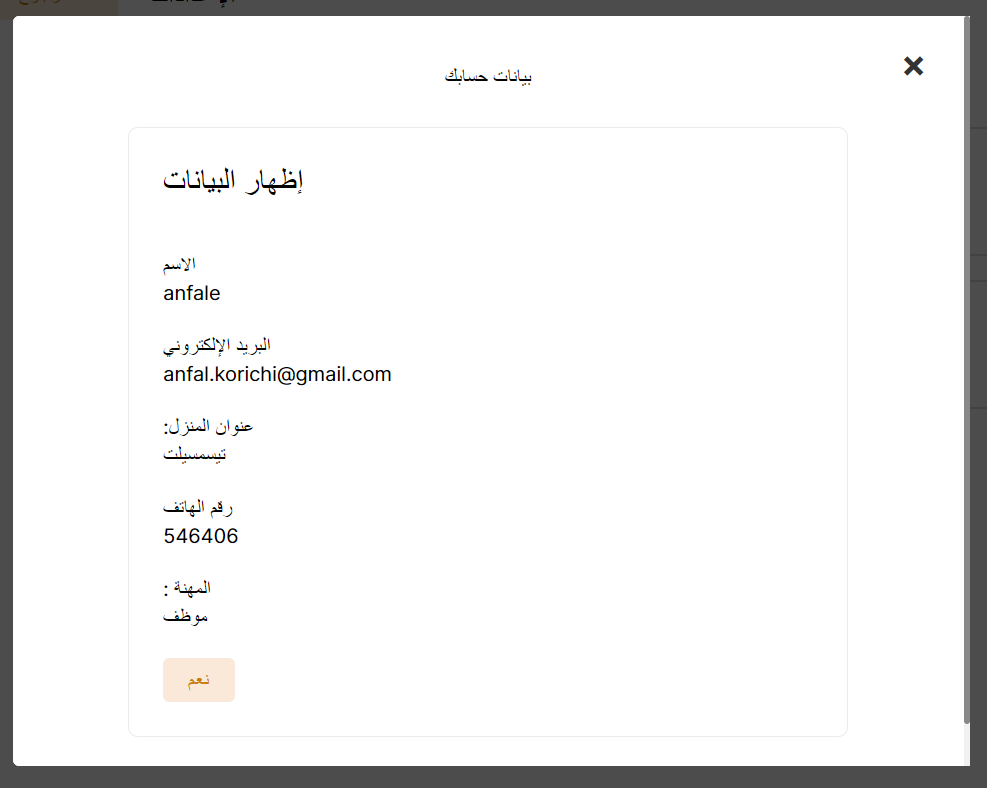 بيانات حسابك
إظهار البيانات
الاسم
anfale
البريد الإلكتروني
anfal.korichi@gmail.com
عنوان المنزل:
تيسمسيلت
رقم الهاتف
546406
المهنة :
موظف
نعم